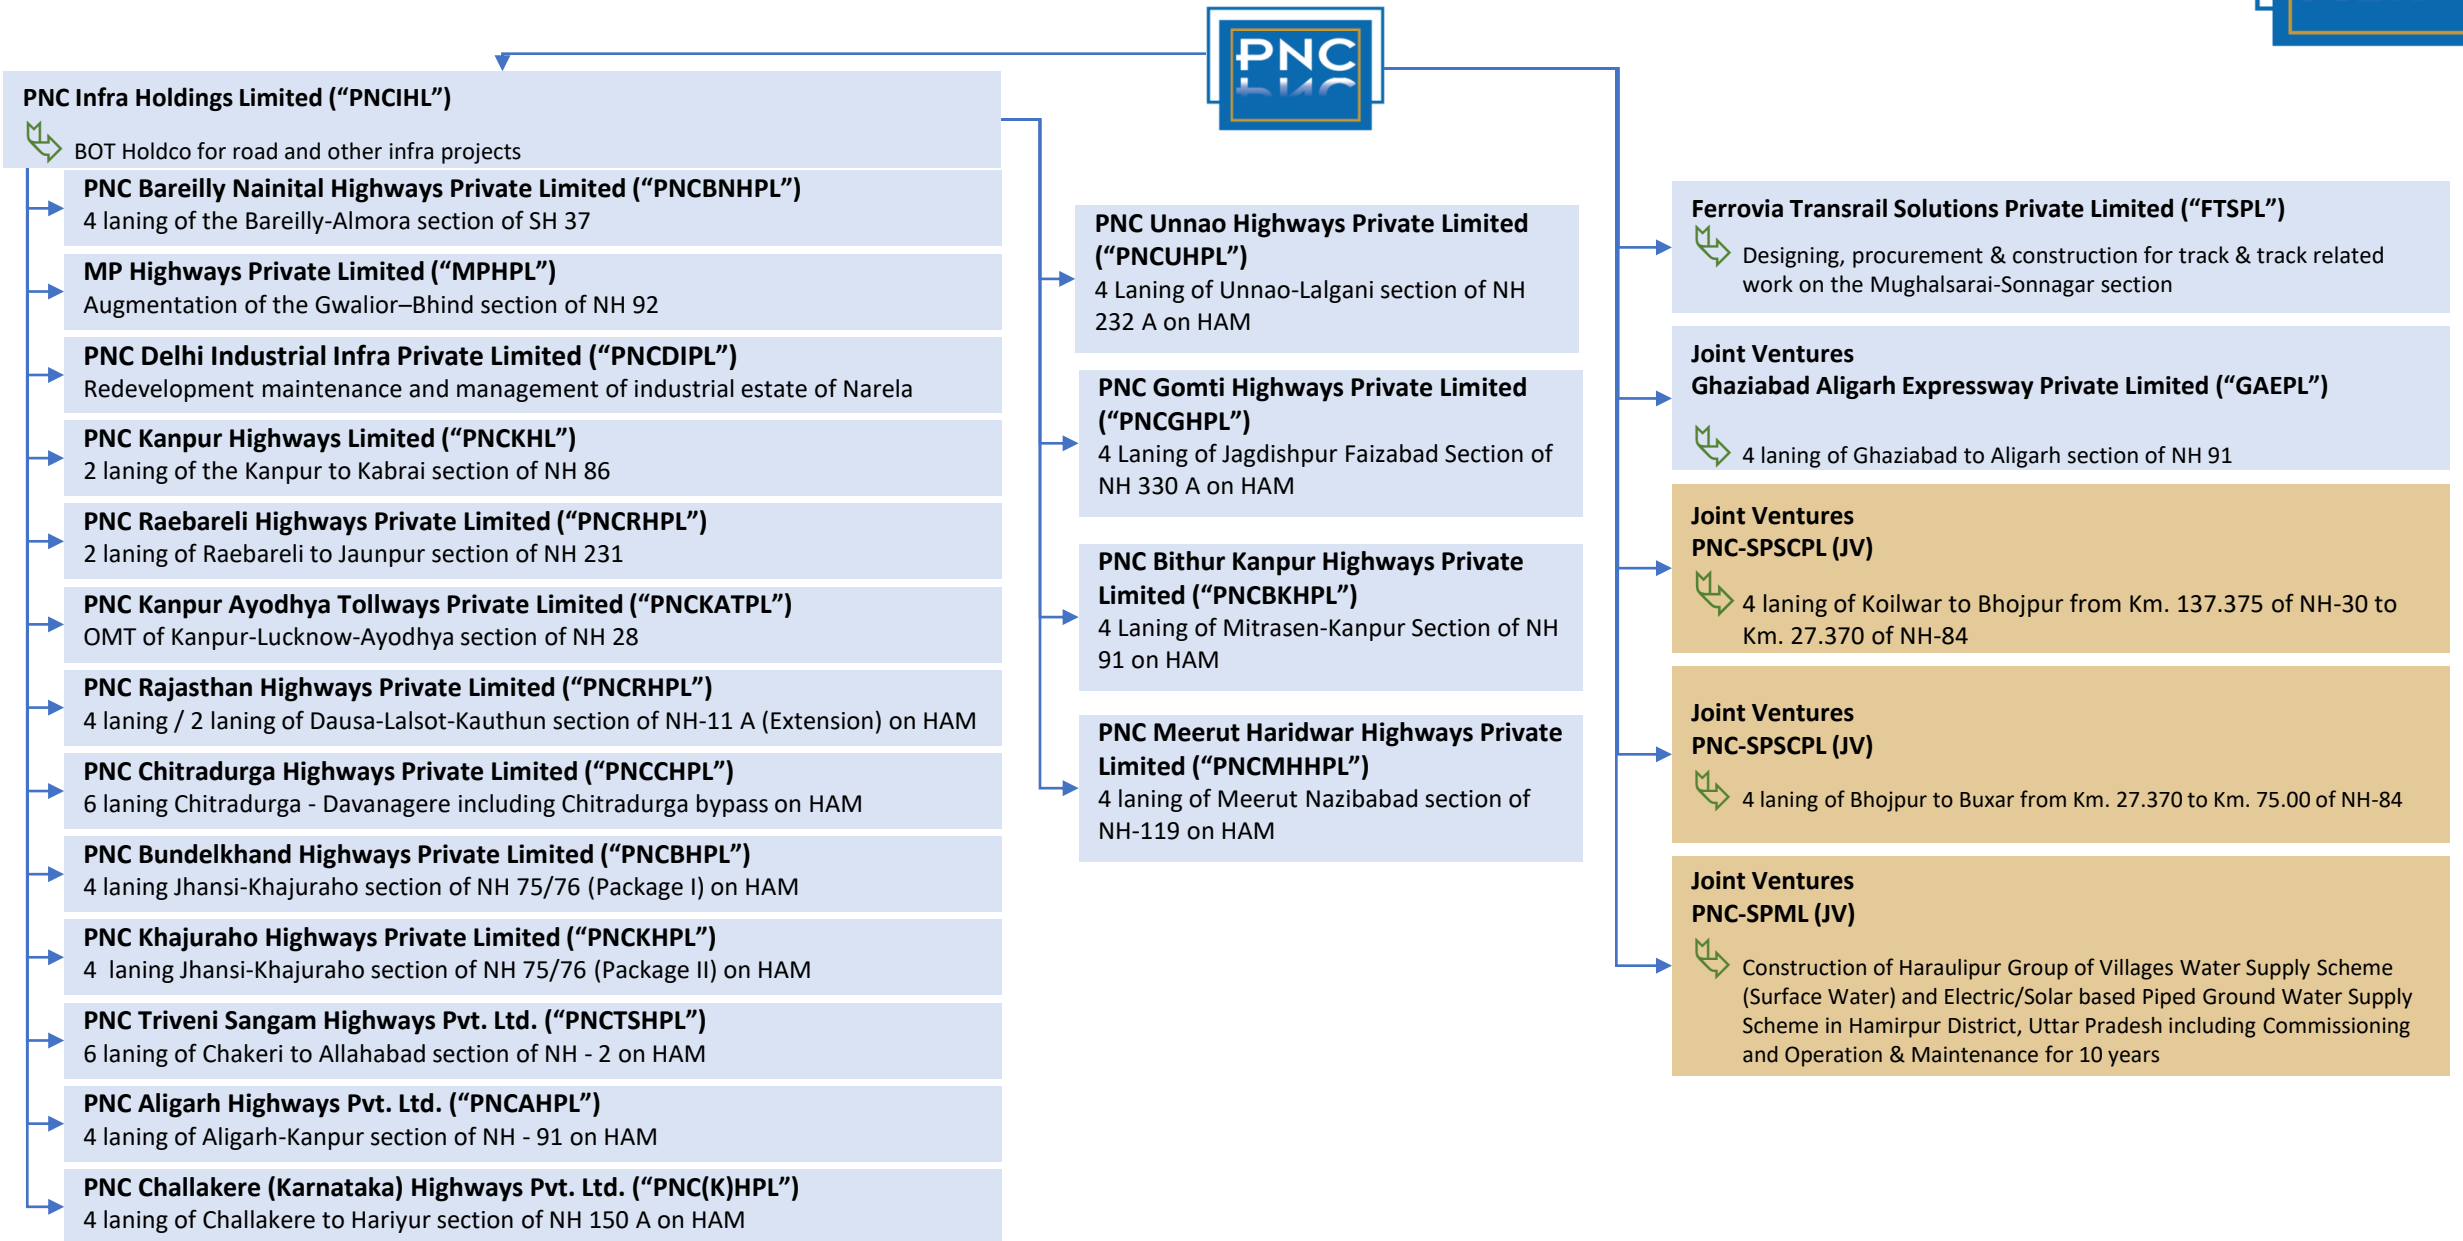 PNC
PNC Infra Holdings Limited (“PNCIHL”)
BOT Holdco for road and other infra projects
PNC Bareilly Nainital Highways Private Limited (“PNCBNHPL”)
4 laning of the Bareilly-Almora section of SH 37
MP Highways Private Limited (“MPHPL”)
Augmentation of the Gwalior–Bhind section of NH 92
PNC Delhi Industrial Infra Private Limited (“PNCDIPL”)
Redevelopment maintenance and management of industrial estate of Narela
PNC Kanpur Highways Limited (“PNCKHL”)
2 laning of the Kanpur to Kabrai section of NH 86
PNC Raebareli Highways Private Limited (“PNCRHPL”)
2 laning of Raebareli to Jaunpur section of NH 231
PNC Kanpur Ayodhya Tollways Private Limited (“PNCKATPL”)
OMT of Kanpur-Lucknow-Ayodhya section of NH 28
PNC Rajasthan Highways Private Limited (“PNCRHPL”)
4 laning / 2 laning of Dausa-Lalsot-Kauthun section of NH-11 A (Extension) on HAM
PNC Chitradurga Highways Private Limited (“PNCCHPL”)
6 laning Chitradurga - Davanagere including Chitradurga bypass on HAM
PNC Bundelkhand Highways Private Limited (“PNCBHPL”)
4 laning Jhansi-Khajuraho section of NH 75/76 (Package I) on HAM
PNC Khajuraho Highways Private Limited (“PNCKHPL”)
4 laning Jhansi-Khajuraho section of NH 75/76 (Package II) on HAM
PNC Triveni Sangam Highways Pvt. Ltd. (“PNCTSHPL”)
6 laning of Chakeri to Allahabad section of NH - 2 on HAM
PNC Aligarh Highways Pvt. Ltd. (“PNCAHPL”)
4 laning of Aligarh-Kanpur section of NH - 91 on HAM
PNC Challakere (Karnataka) Highways Pvt. Ltd. (“PNC(K)HPL”)
4 laning of Challakere to Hariyur section of NH 150 A on HAM
PNC Unnao Highways Private Limited
(“PNCUHPL”)
4 Laning of Unnao-Lalgani section of NH
232 A on HAM
PNC Gomti Highways Private Limited
(“PNCGHPL”)
4 Laning of Jagdishpur Faizabad Section of
NH 330 A on HAM
PNC Bithur Kanpur Highways Private
Limited (“PNCBKHPL”)
4 Laning of Mitrasen-Kanpur Section of NH
91 on HAM
PNC Meerut Haridwar Highways Private
Limited (“PNCMHHPL”)
4 laning of Meerut Nazibabad section of
NH-119 on HAM
Ferrovia Transrail Solutions Private Limited (“FTSPL”)
Designing, procurement & construction for track & track related
work on the Mughalsarai-Sonnagar section
Joint Ventures
Ghaziabad Aligarh Expressway Private Limited (“GAEPL”)
4 laning of Ghaziabad to Aligarh section of NH 91
Joint Ventures
PNC-SPSCPL (JV)
4 laning of Koilwar to Bhojpur from Km. 137.375 of NH-30 to
Km. 27.370 of NH-84
Joint Ventures
PNC-SPSCPL (JV)
4 laning of Bhojpur to Buxar from Km. 27.370 to Km. 75.00 of NH-84
Joint Ventures
PNC-SPML (JV)
Construction of Haraulipur Group of Villages Water Supply Scheme
(Surface Water) and Electric/Solar based Piped Ground Water Supply
Scheme in Hamirpur District, Uttar Pradesh including Commissioning
and Operation & Maintenance for 10 years